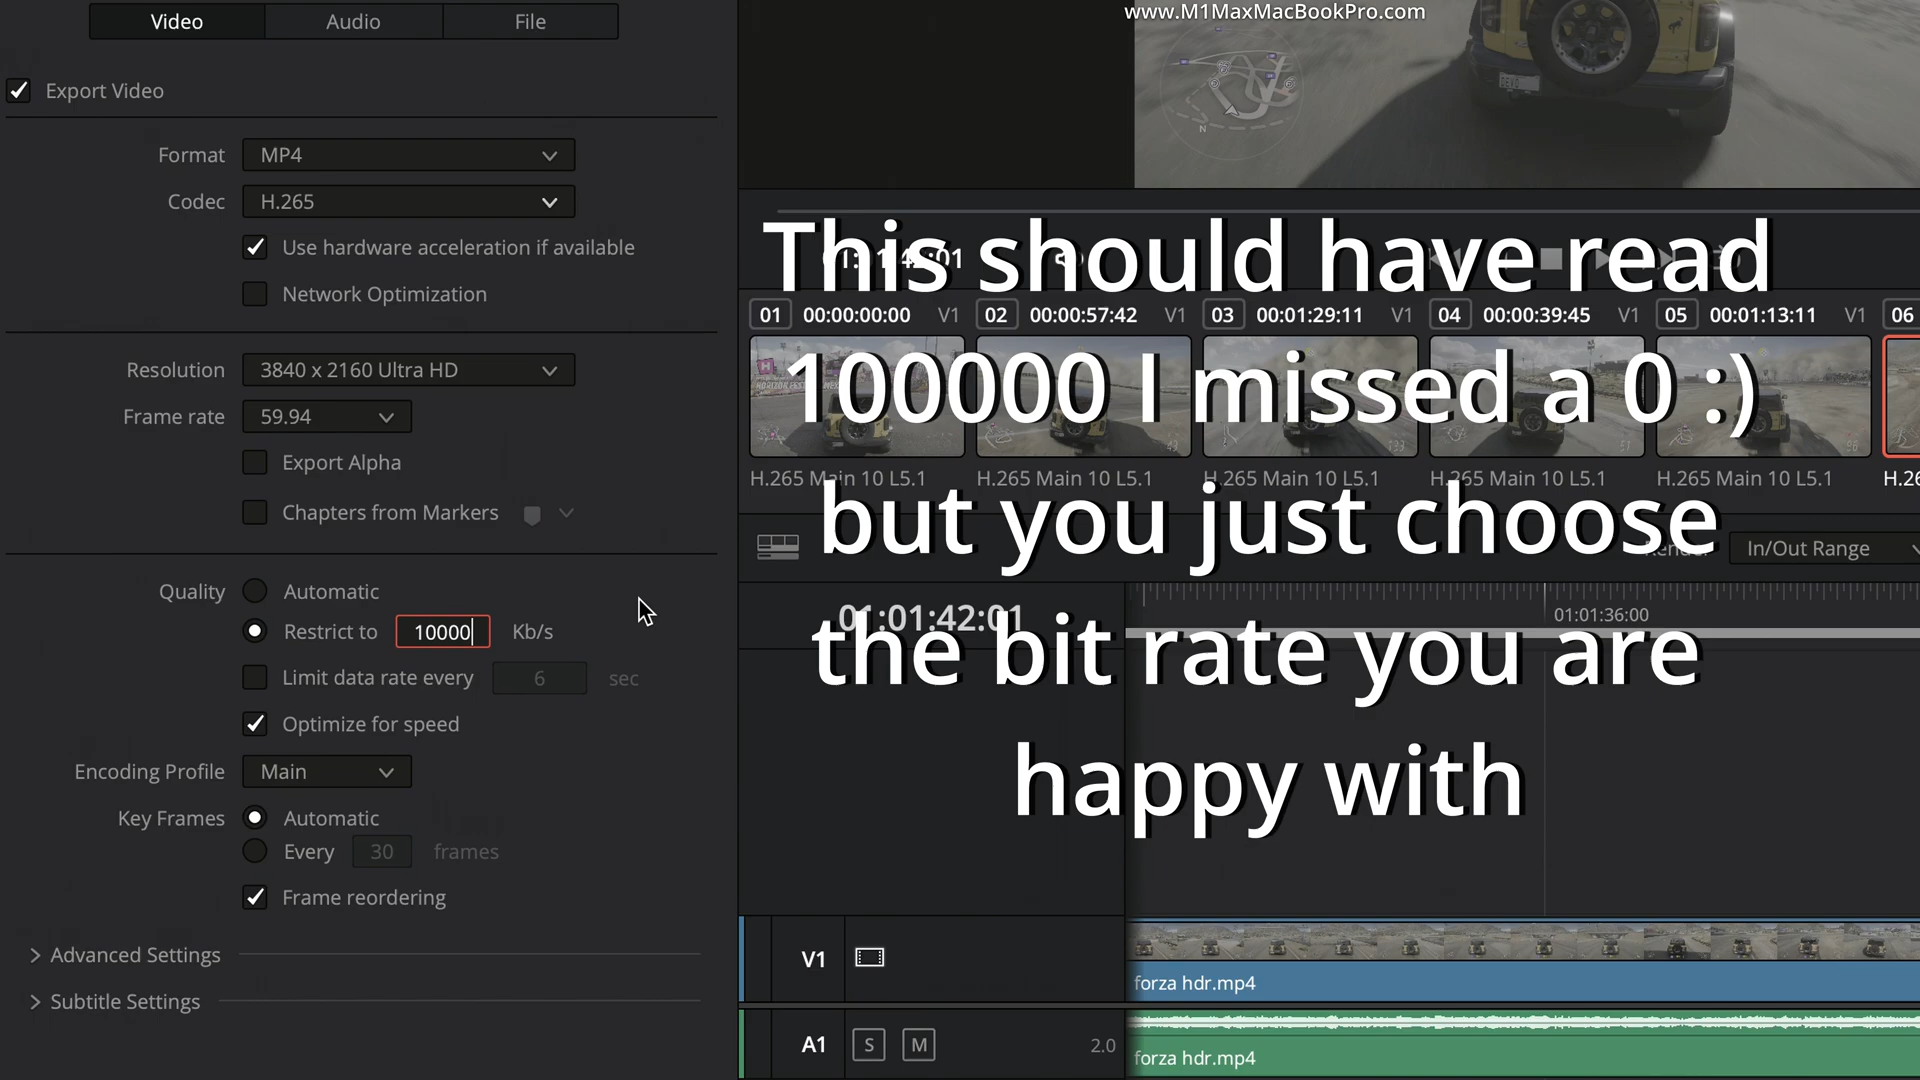 Video Audio File
www.M1MaxMacBookPro.com
Export Video
Format MP4
Codec H.265
Use hardware acceleration if available
Network Optimization
Resolution 3840 x 2160 Ultra HD
Frame rate 59.94
Export Alpha
Chapters from Markers
Quality Automatic
Restrict to 10000 Kb/s
Limit data rate every 6 sec
Optimize for speed
Encoding Profile Main
Key Frames Automatic
Every 30 frames
Frame reordering
Advanced Settings
Subtitle Settings
N
This should have read
100000 I missed a 0 :)
but you just choose
the bit rate you are
happy with
01 00:00:00:00 V1 02 00:00:57:42 V1 03 00:01:29:11 V1 04 00:00:39:45 V1 05 00:01:13:11 V1 06
H.265 Main 10 L5.1 H.265 Main 10 L5.1 H.265 Main 10 L5.1 H.265 Main 10 L5.1 H.265 Main 10 L5.1
Render In/Out Range
01:01:42:01
01:01:36:00
V1
forza hdr.mp4
A1 S M 2.0
forza hdr.mp4